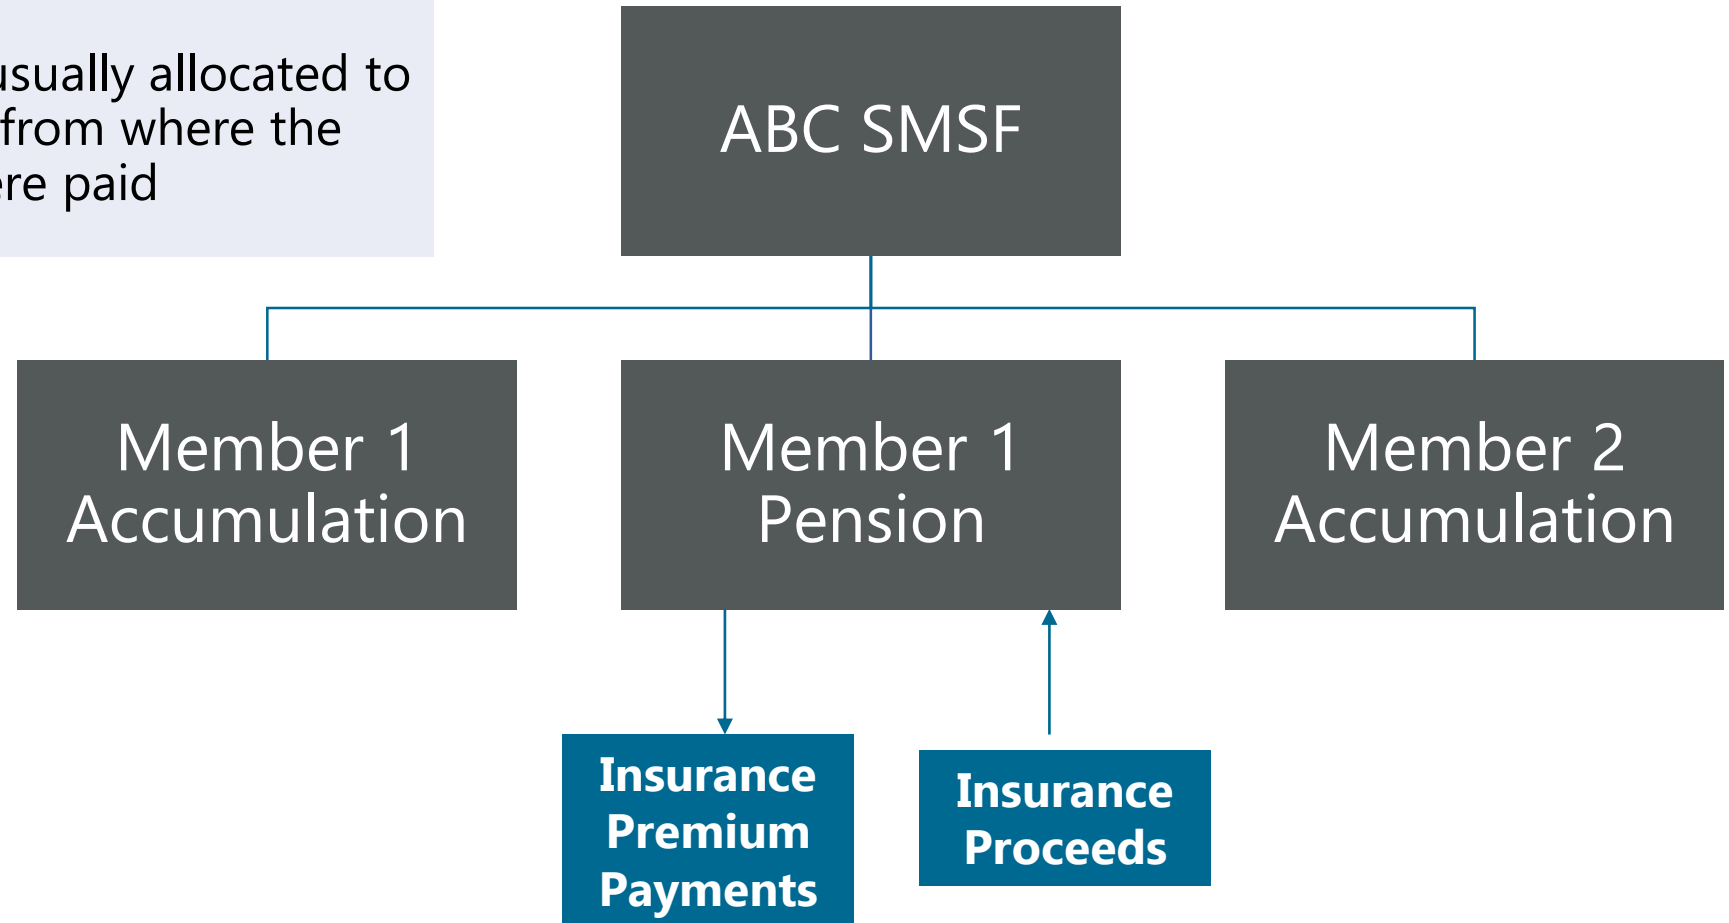 usually allocated to
from where the
paid
ABC SMSF
Member 1
Accumulation
Member 1
Pension
Member 2
Accumulation
Insurance
Premium
Payments
Insurance
Proceeds